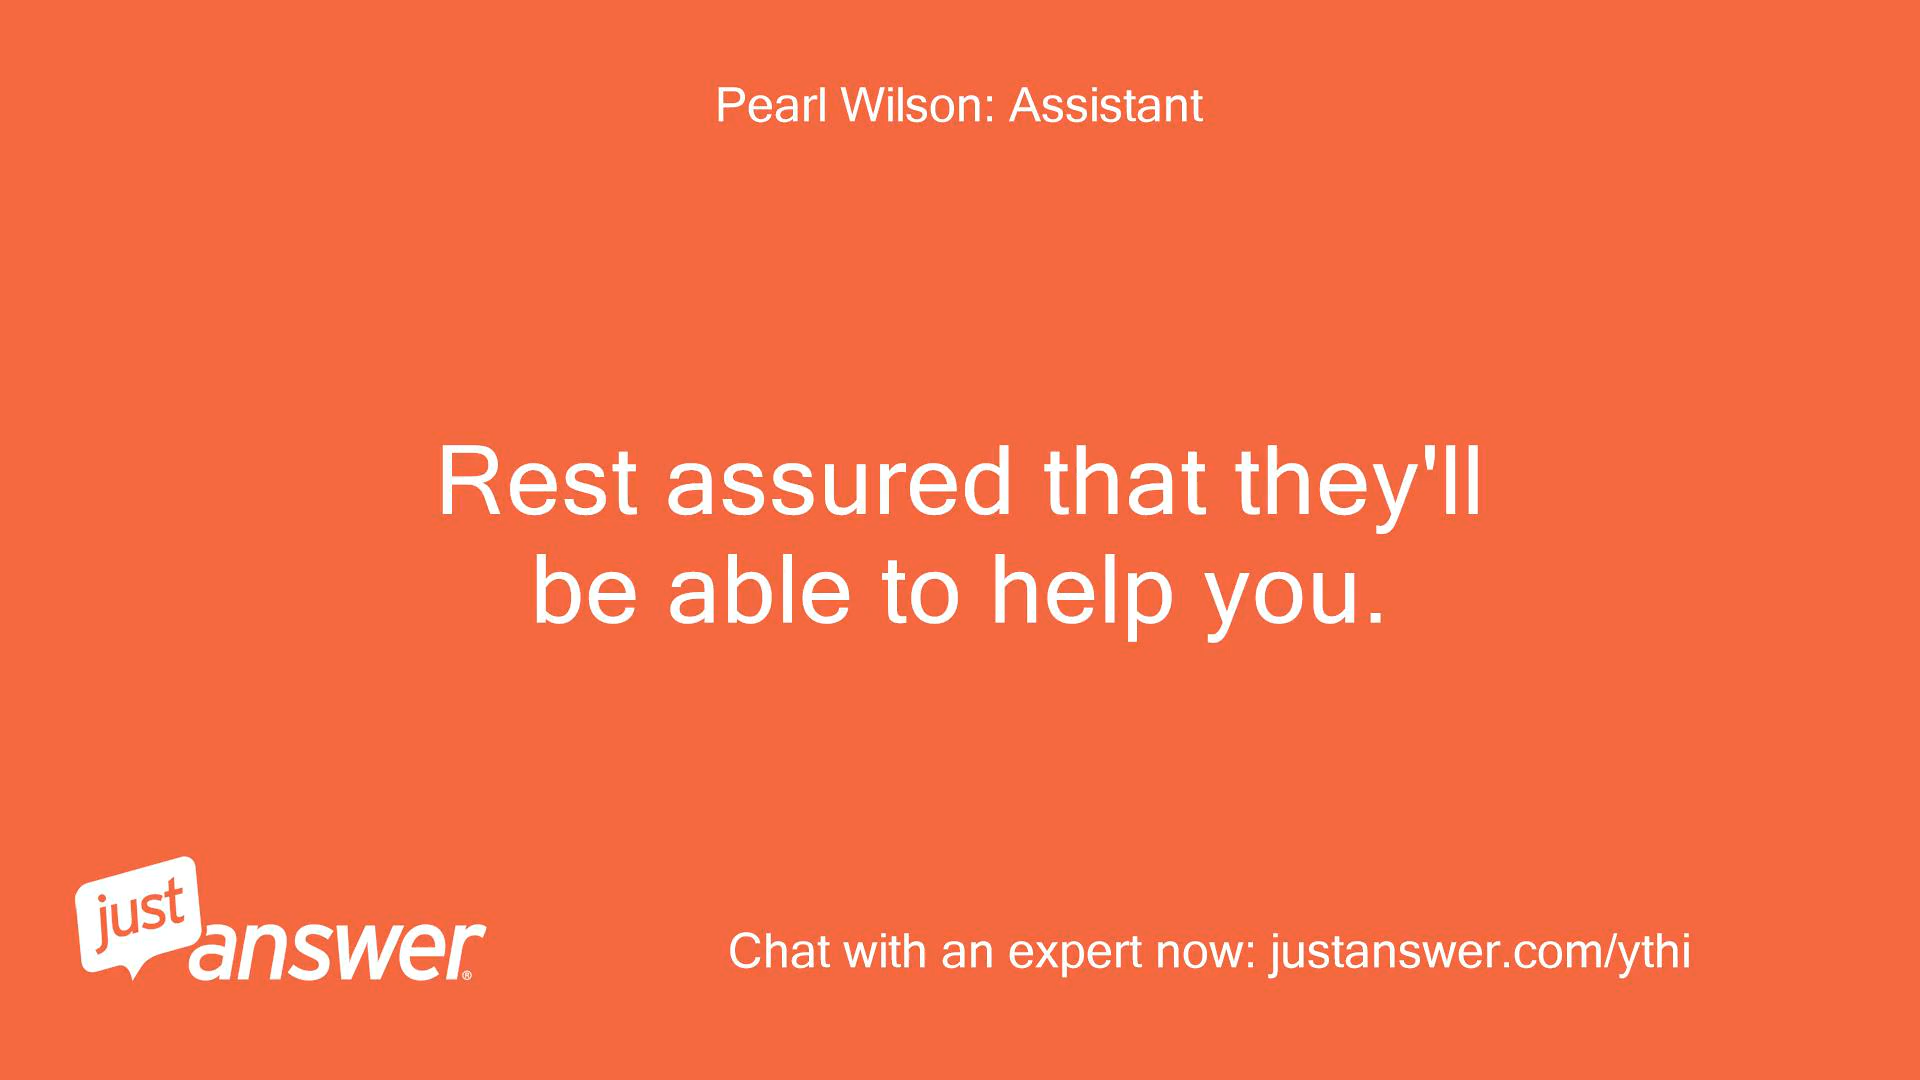 Pearl Wilson: Assistant
Rest assured that they'll
be able to help you.
just
answer®
Chat with an expert now: justanswer.com/ythi